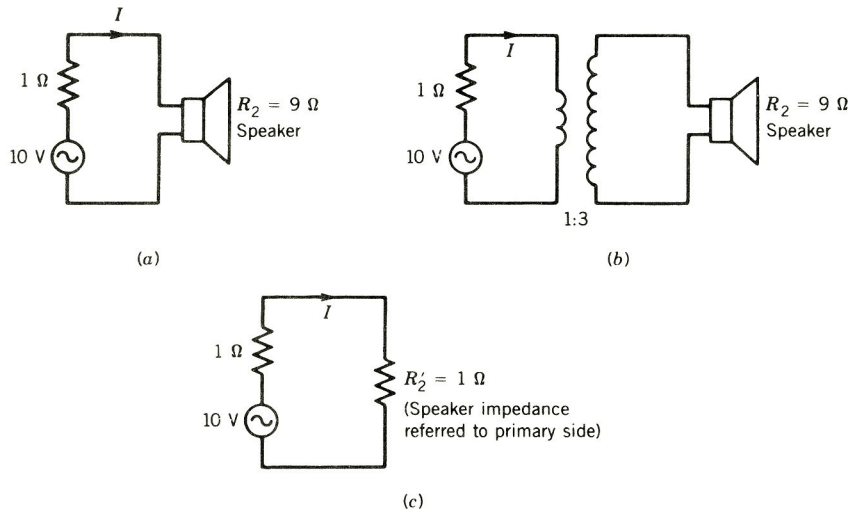 I
1 Ω
10 V
R₂ = 9 Ω
Speaker
(a)
I
1 Ω
10 V
1:3
R₂ = 9 Ω
Speaker
(b)
I
1 Ω
10 V
R′₂ = 1 Ω
(Speaker impedance
referred to primary side)
(c)